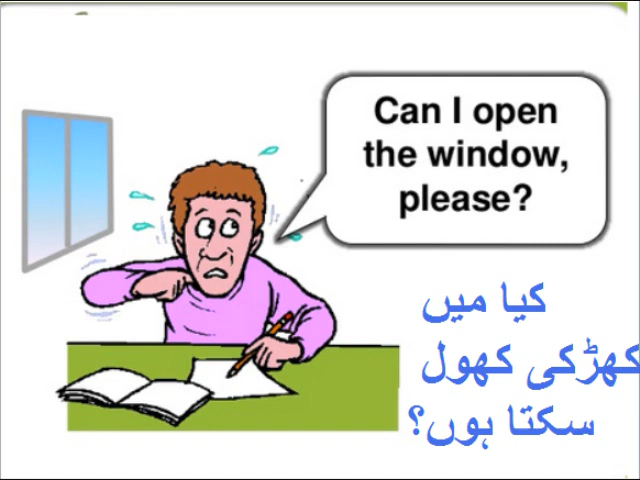 Can I open
the window,
please?
کیا میں
کھڑکی کھول
سکتا ہوں؟